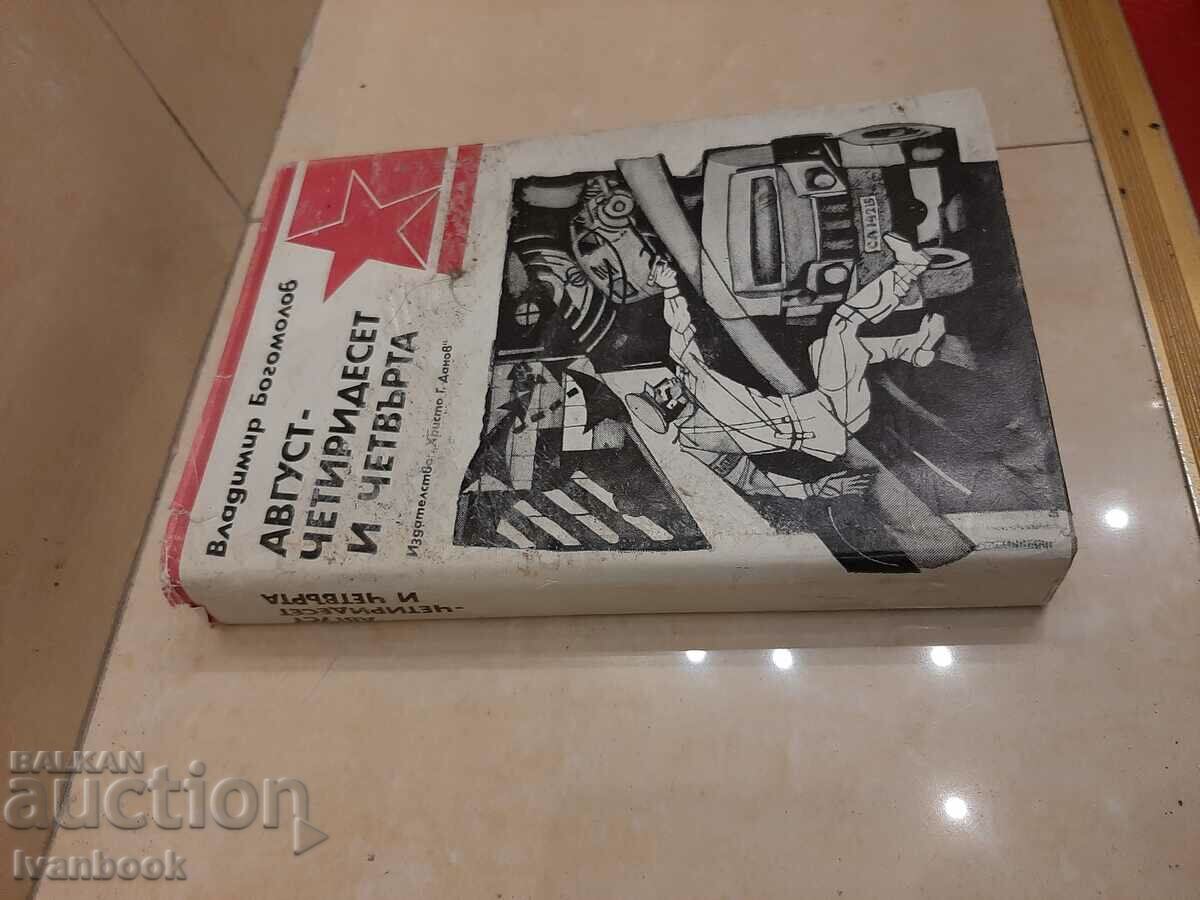 Владимир Богомолов
АВГУСТ-
ЧЕТИРИДЕСЕТ
И ЧЕТВЪРТА
Издателство „Христо Г. Данов"
АВГУСТ
-ЧЕТИРИДЕСЕТ
И ЧЕТВЪРТА
BALKAN
auction
Ivanbook